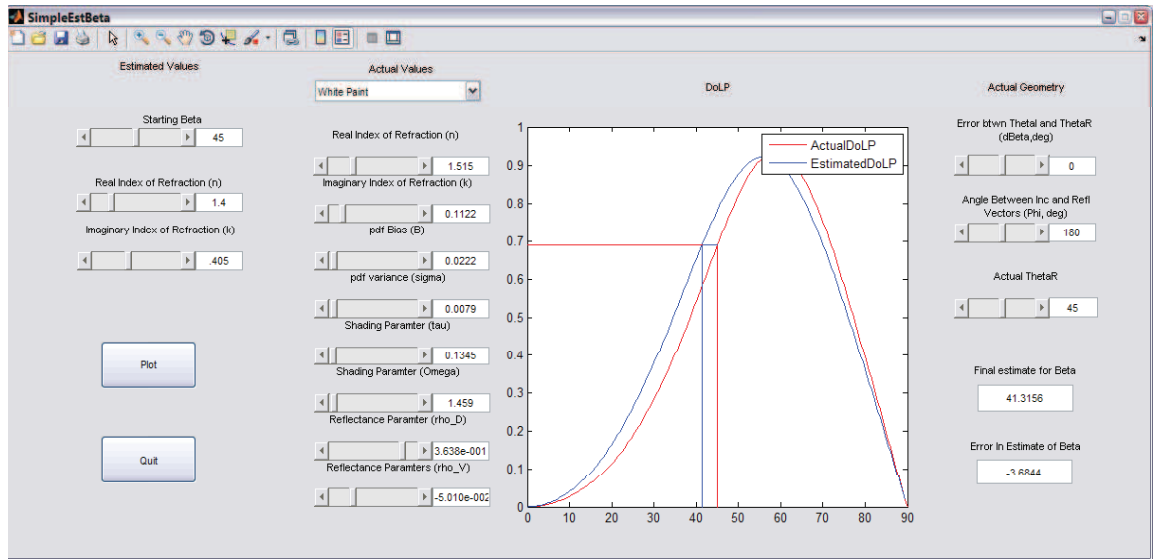 SimpleEstBeta
Estimated Values
Starting Beta
45
Real Index of Refraction (n)
1.4
Imaginary Index of Refraction (k)
.405
Plot
Quit
Actual Values
White Paint
Real Index of Refraction (n)
1.515
Imaginary Index of Refraction (k)
0.1122
pdf Bias (B)
0.0222
pdf variance (sigma)
0.0079
Shading Paramter (tau)
0.1345
Shading Paramter (Omega)
1.459
Reflectance Paramter (rho_D)
3.638e-001
Reflectance Paramters (rho_V)
-5.010e-002
DoLP
ActualDoLP
EstimatedDoLP
1
0.9
0.8
0.7
0.6
0.5
0.4
0.3
0.2
0.1
0
0 10 20 30 40 50 60 70 80 90
Actual Geometry
Error btwn ThetaI and ThetaR
(dBeta,deg)
0
Angle Between Inc and Refl
Vectors (Phi, deg)
180
Actual ThetaR
45
Final estimate for Beta
41.3156
Error In Estimate of Beta
-3.6844